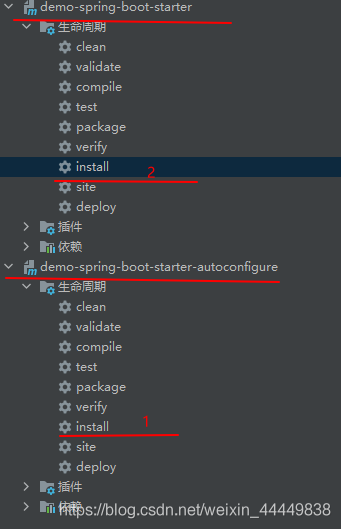 demo-spring-boot-starter
生命周期
clean
validate
compile
test
package
verify
install 2
site
deploy
插件
依赖
demo-spring-boot-starter-autoconfigure
生命周期
clean
validate
compile
test
package
verify
install 1
site
deploy
插件
依赖
https://blog.csdn.net/weixin_44449838